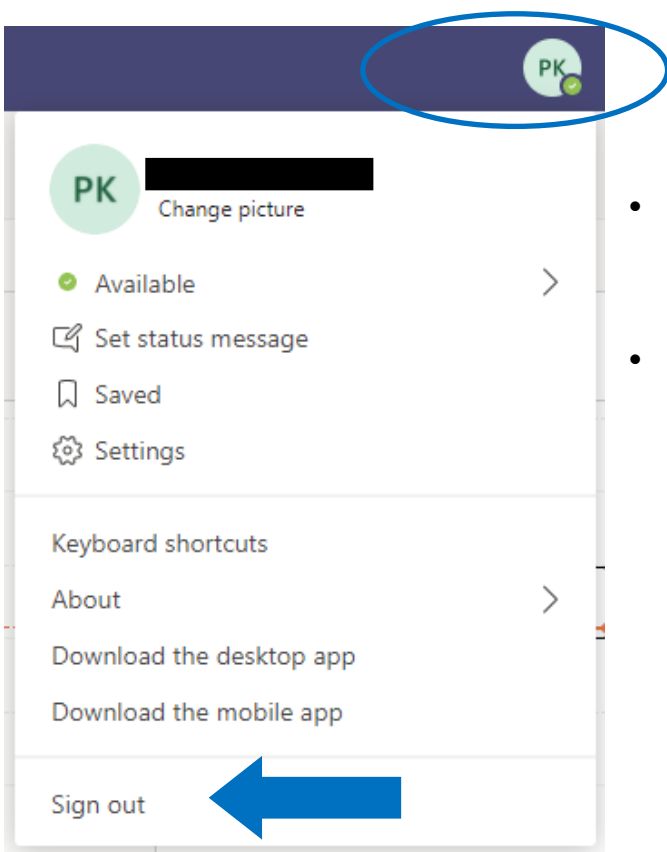 PK
PK
Change picture
Available
Set status message
Saved
Settings
Keyboard shortcuts
About
Download the desktop app
Download the mobile app
Sign out